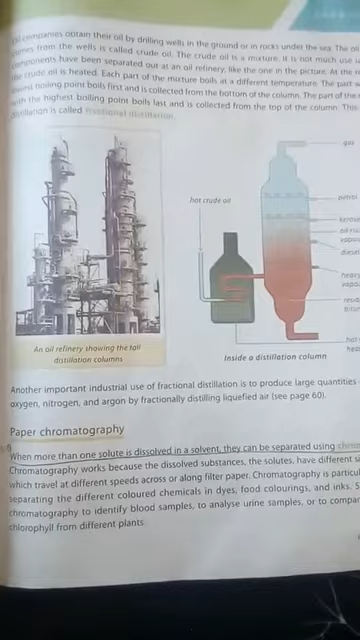 companies obtain their oil by drilling wells in the ground or in rocks under the sea. The oil
from the wells is called crude oil. The crude oil is a mixture. It is not much use
components have been separated out as an oil refinery, like the one in the picture. At the
the crude oil is heated. Each part of the mixture boils at a different temperature. The part
lowest boiling point boils first and is collected from the bottom of the column. The part of the
with the highest boiling point boils last and is collected from the top of the column. This
distillation is called fractional distillation.
gas
hot crude oil
petrol
vapour
diesel
heavy
An oil refinery showing the tall
distillation columns
Inside a distillation column
Another important industrial use of fractional distillation is to produce large quantities
oxygen, nitrogen, and argon by fractionally distilling liquefied air (see page 60).
Paper chromatography
When more than one solute is dissolved in a solvent, they can be separated using
Chromatography works because the dissolved substances, the solutes, have different
which travel at different speeds across or along filter paper. Chromatography is
separating the different coloured chemicals in dyes, food colourings, and inks.
chromatography to identify blood samples, to analyse urine samples, or to
chlorophyll from different plants